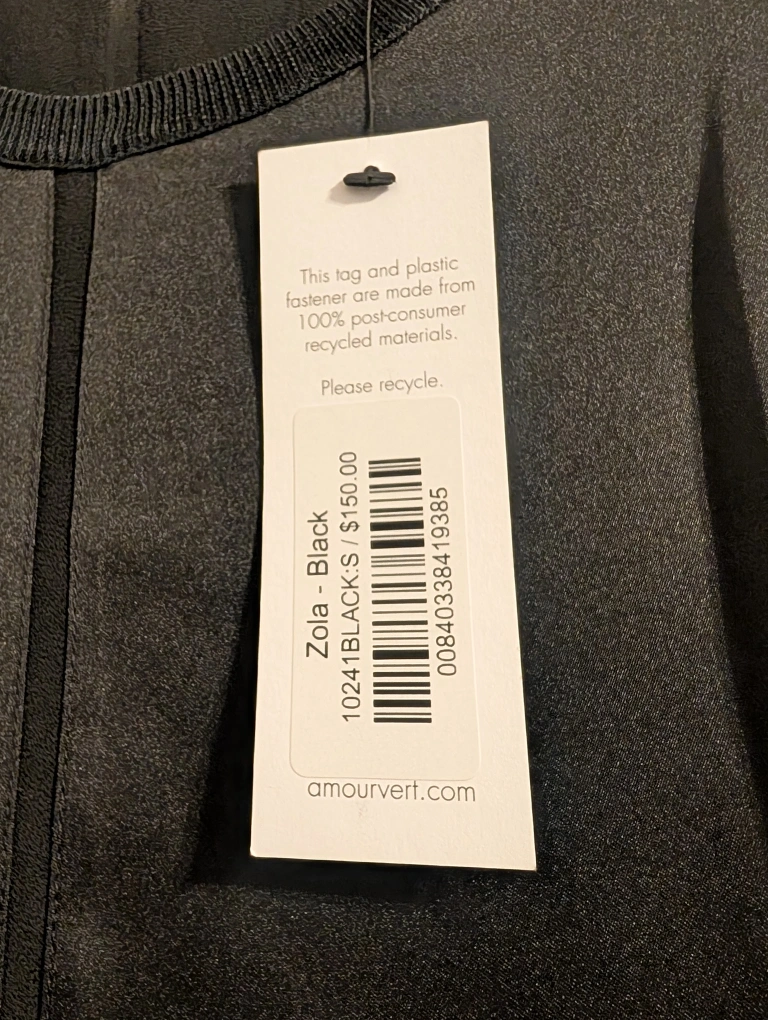 This tag and plastic
fastener are made from
100% post-consumer
recycled materials.
Please recycle.
Zola - Black
10241BLACK:S / $150.00
00840338419385
amourvert.com